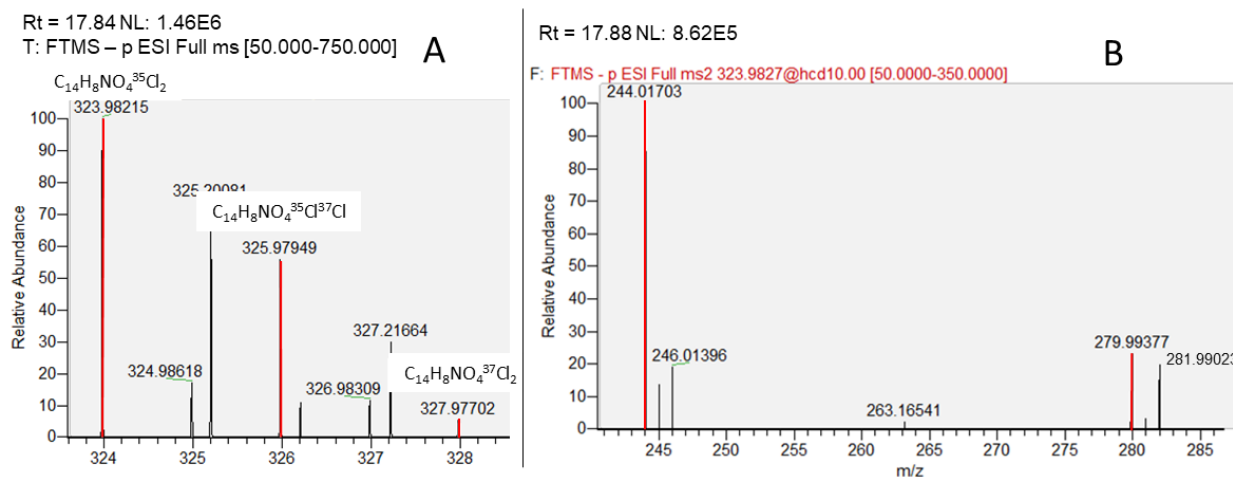 Rt = 17.84 NL: 1.46E6
T: FTMS – p ESI Full ms [50.000-750.000]
A
C₁₄H₈NO₄³⁵Cl₂
323.98215
325.20081
C₁₄H₈NO₄³⁵Cl³⁷Cl
325.97949
327.21664
C₁₄H₈NO₄³⁷Cl₂
324.98618
326.98309
327.97702
Relative Abundance
100
90
80
70
60
50
40
30
20
10
0
324 325 326 327 328
Rt = 17.88 NL: 8.62E5
B
F: FTMS - p ESI Full ms2 323.9827@hcd10.00 [50.0000-350.0000]
244.01703
246.01396
263.16541
279.99377
281.99023
Relative Abundance
100
90
80
70
60
50
40
30
20
10
0
245 250 255 260 265 270 275 280 285
m/z